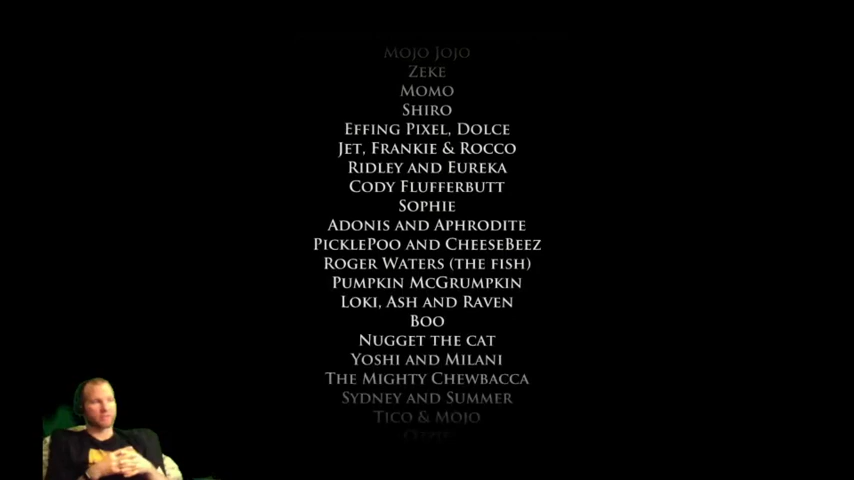 Mojo Jojo
Zeke
Momo
Shiro
Effing Pixel, Dolce
Jet, Frankie & Rocco
Ridley and Eureka
Cody Flufferbutt
Sophie
Adonis and Aphrodite
PicklePoo and CheeseBeez
Roger Waters (the fish)
Pumpkin McGrumpkin
Loki, Ash and Raven
Boo
Nugget the cat
Yoshi and Milani
The Mighty Chewbacca
Sydney and Summer
Tico & Mojo